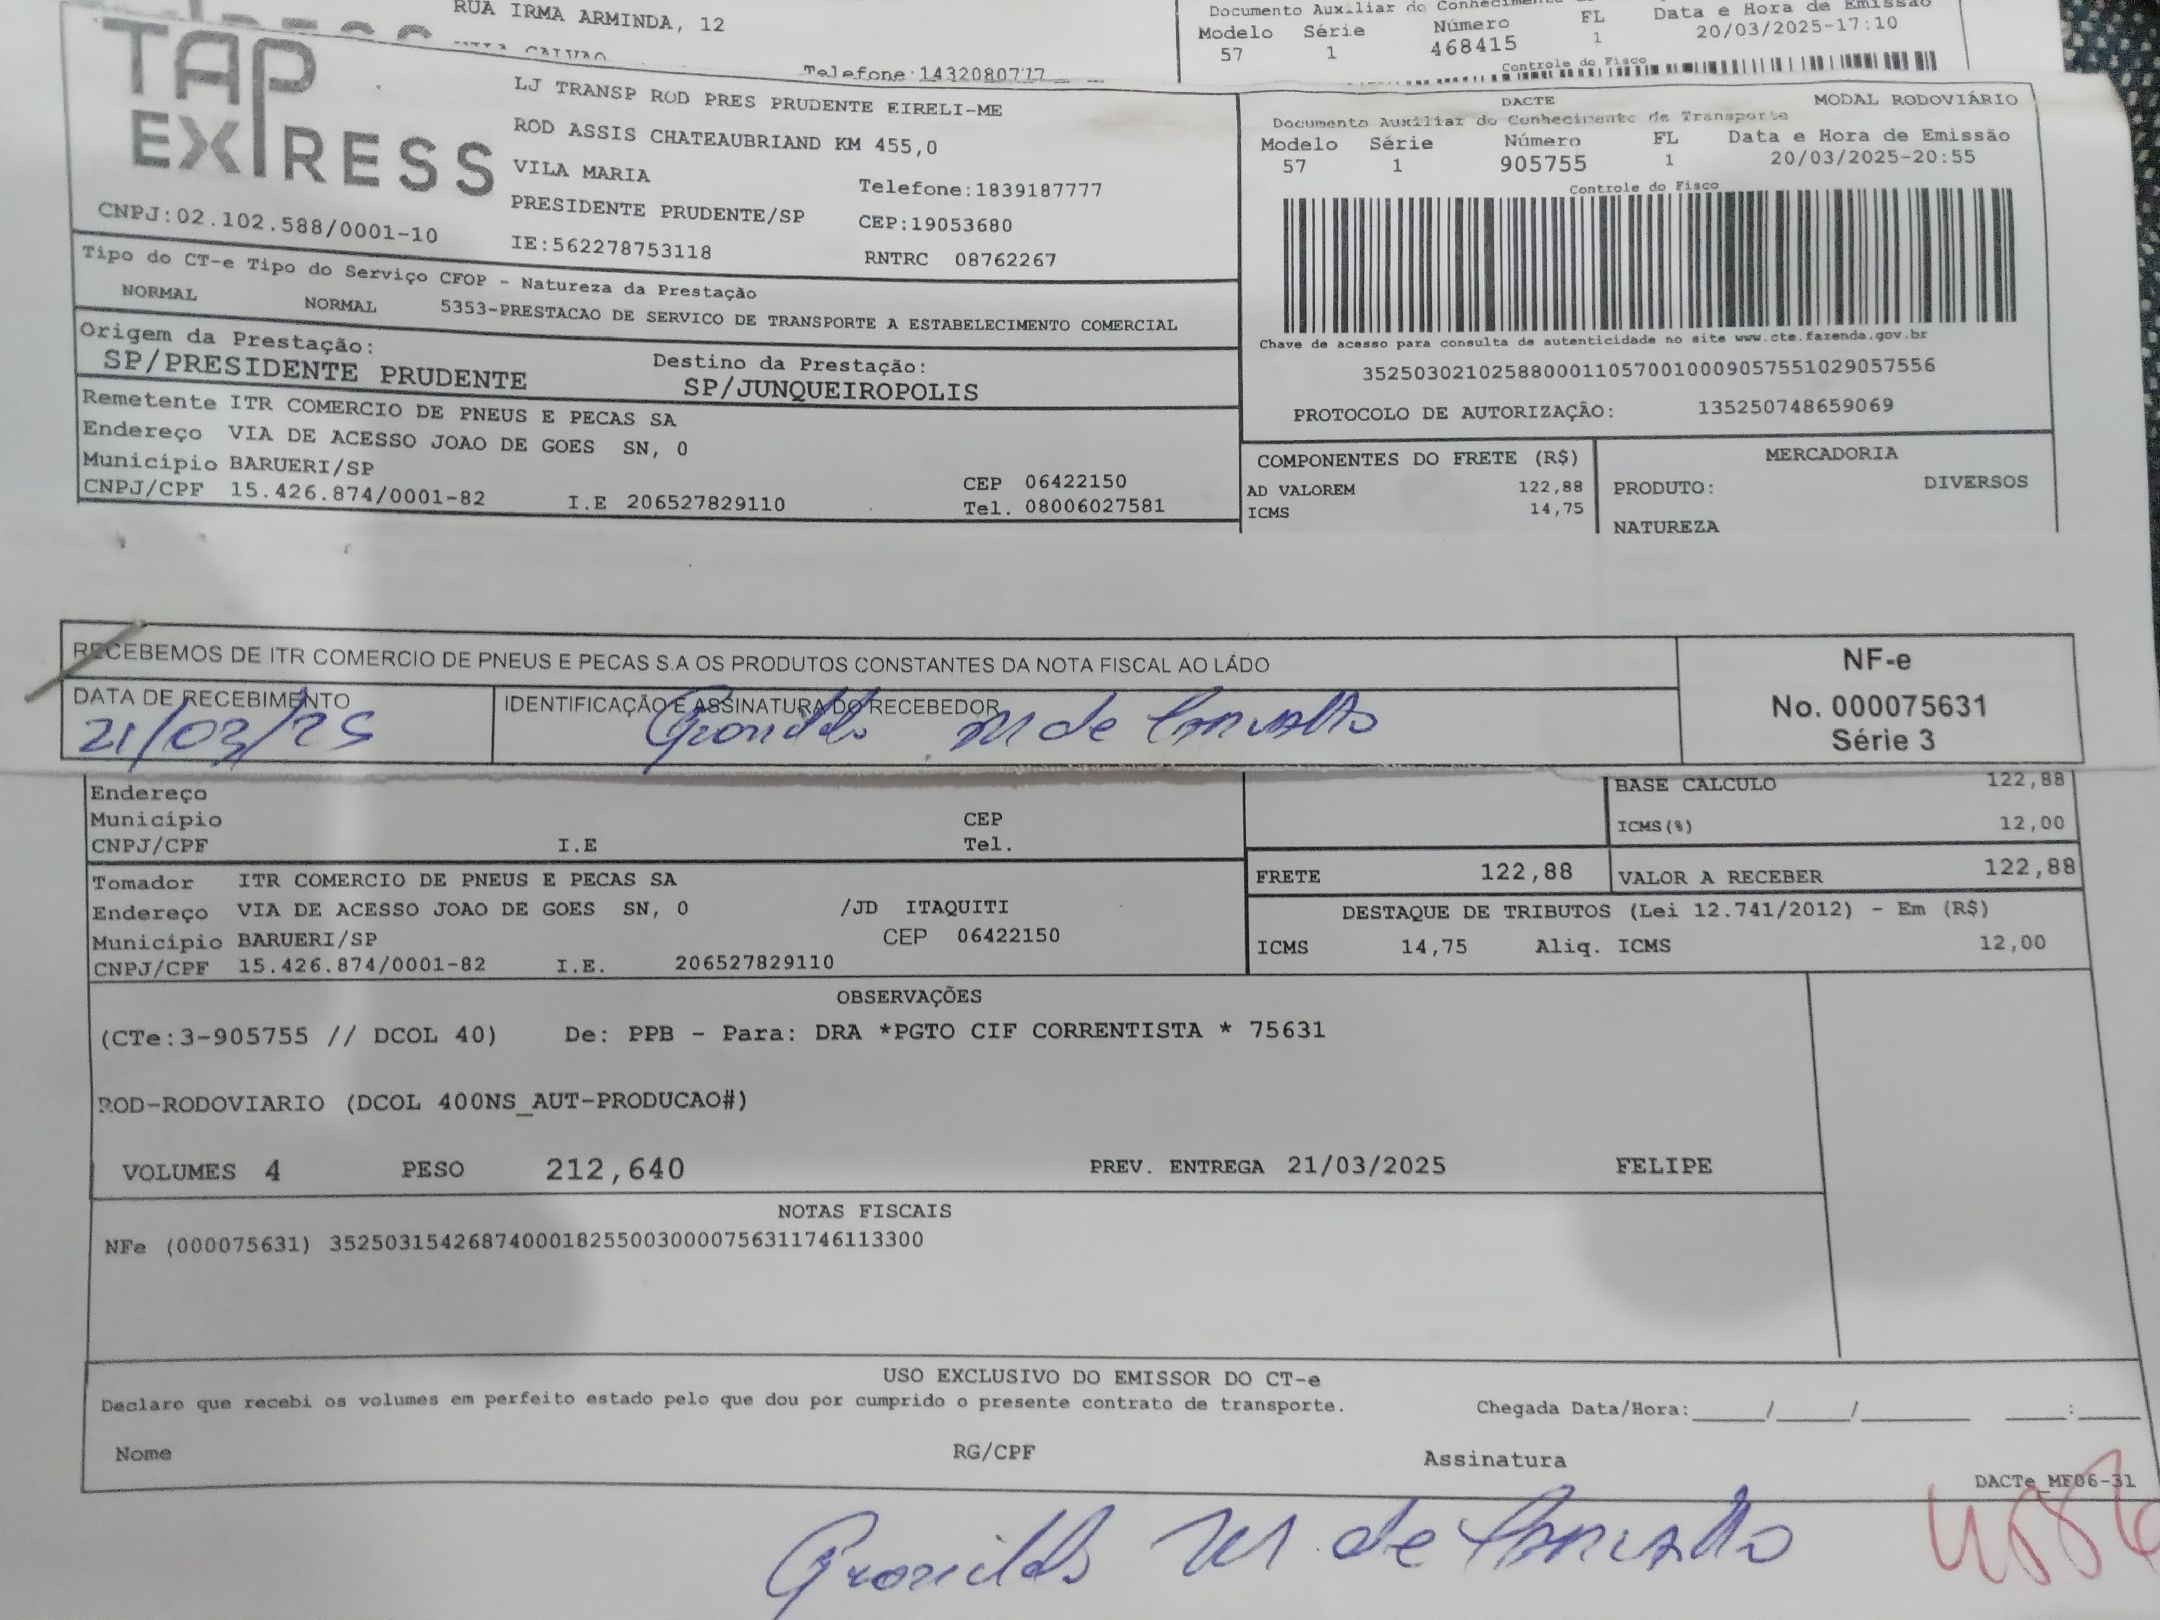 RUA IRMA ARMINDA, 12
Telefone:1432080777
Documento Auxiliar do Conhecimento de
Modelo Série Número FL Data e Hora de Emissão
57 1 468415 1 20/03/2025-17:10
Controle do Fisco
TAP EXPRESS
CNPJ:02.102.588/0001-10
LJ TRANSP ROD PRES PRUDENTE EIRELI-ME
ROD ASSIS CHATEAUBRIAND KM 455,0
VILA MARIA Telefone:1839187777
PRESIDENTE PRUDENTE/SP CEP:19053680
IE:562278753118 RNTRC 08762267
DACTE MODAL RODOVIÁRIO
Documento Auxiliar do Conhecimento de Transporte
Modelo Série Número FL Data e Hora de Emissão
57 1 905755 1 20/03/2025-20:55
Controle do Fisco
Chave de acesso para consulta de autenticidade no site www.cte.fazenda.gov.br
35250302102588000110570010009057551029057556
PROTOCOLO DE AUTORIZAÇÃO: 135250748659069
Tipo do CT-e Tipo do Serviço CFOP - Natureza da Prestação
NORMAL NORMAL 5353-PRESTACAO DE SERVICO DE TRANSPORTE A ESTABELECIMENTO COMERCIAL
Origem da Prestação: Destino da Prestação:
SP/PRESIDENTE PRUDENTE SP/JUNQUEIROPOLIS
Remetente ITR COMERCIO DE PNEUS E PECAS SA
Endereço VIA DE ACESSO JOAO DE GOES SN, 0
Município BARUERI/SP CEP 06422150
CNPJ/CPF 15.426.874/0001-82 I.E 206527829110 Tel. 08006027581
COMPONENTES DO FRETE (R$)
AD VALOREM 122,88
ICMS 14,75
MERCADORIA
PRODUTO: DIVERSOS
NATUREZA
RECEBEMOS DE ITR COMERCIO DE PNEUS E PECAS S.A OS PRODUTOS CONSTANTES DA NOTA FISCAL AO LÁDO
DATA DE RECEBIMENTO IDENTIFICAÇÃO E ASSINATURA DO RECEBEDOR
21/03/25 M de Carvalho
NF-e
No. 000075631
Série 3
Endereço
Município CEP
CNPJ/CPF I.E Tel.
BASE CALCULO 122,88
ICMS(%) 12,00
FRETE 122,88 VALOR A RECEBER 122,88
Tomador ITR COMERCIO DE PNEUS E PECAS SA
Endereço VIA DE ACESSO JOAO DE GOES SN, 0 /JD ITAQUITI
Município BARUERI/SP CEP 06422150
CNPJ/CPF 15.426.874/0001-82 I.E. 206527829110
DESTAQUE DE TRIBUTOS (Lei 12.741/2012) - Em (R$)
ICMS 14,75 Aliq. ICMS 12,00
OBSERVAÇÕES
(CTe:3-905755 // DCOL 40) De: PPB - Para: DRA *PGTO CIF CORRENTISTA * 75631
ROD-RODOVIARIO (DCOL 400NS_AUT-PRODUCAO#)
VOLUMES 4 PESO 212,640 PREV. ENTREGA 21/03/2025 FELIPE
NOTAS FISCAIS
NFe (000075631) 35250315426874000182550030000756311746113300
USO EXCLUSIVO DO EMISSOR DO CT-e
Declaro que recebi os volumes em perfeito estado pelo que dou por cumprido o presente contrato de transporte. Chegada Data/Hora:_____/_____/_______ ____:____
Nome RG/CPF Assinatura
DACTe_ME06-31
M. de Carvalho